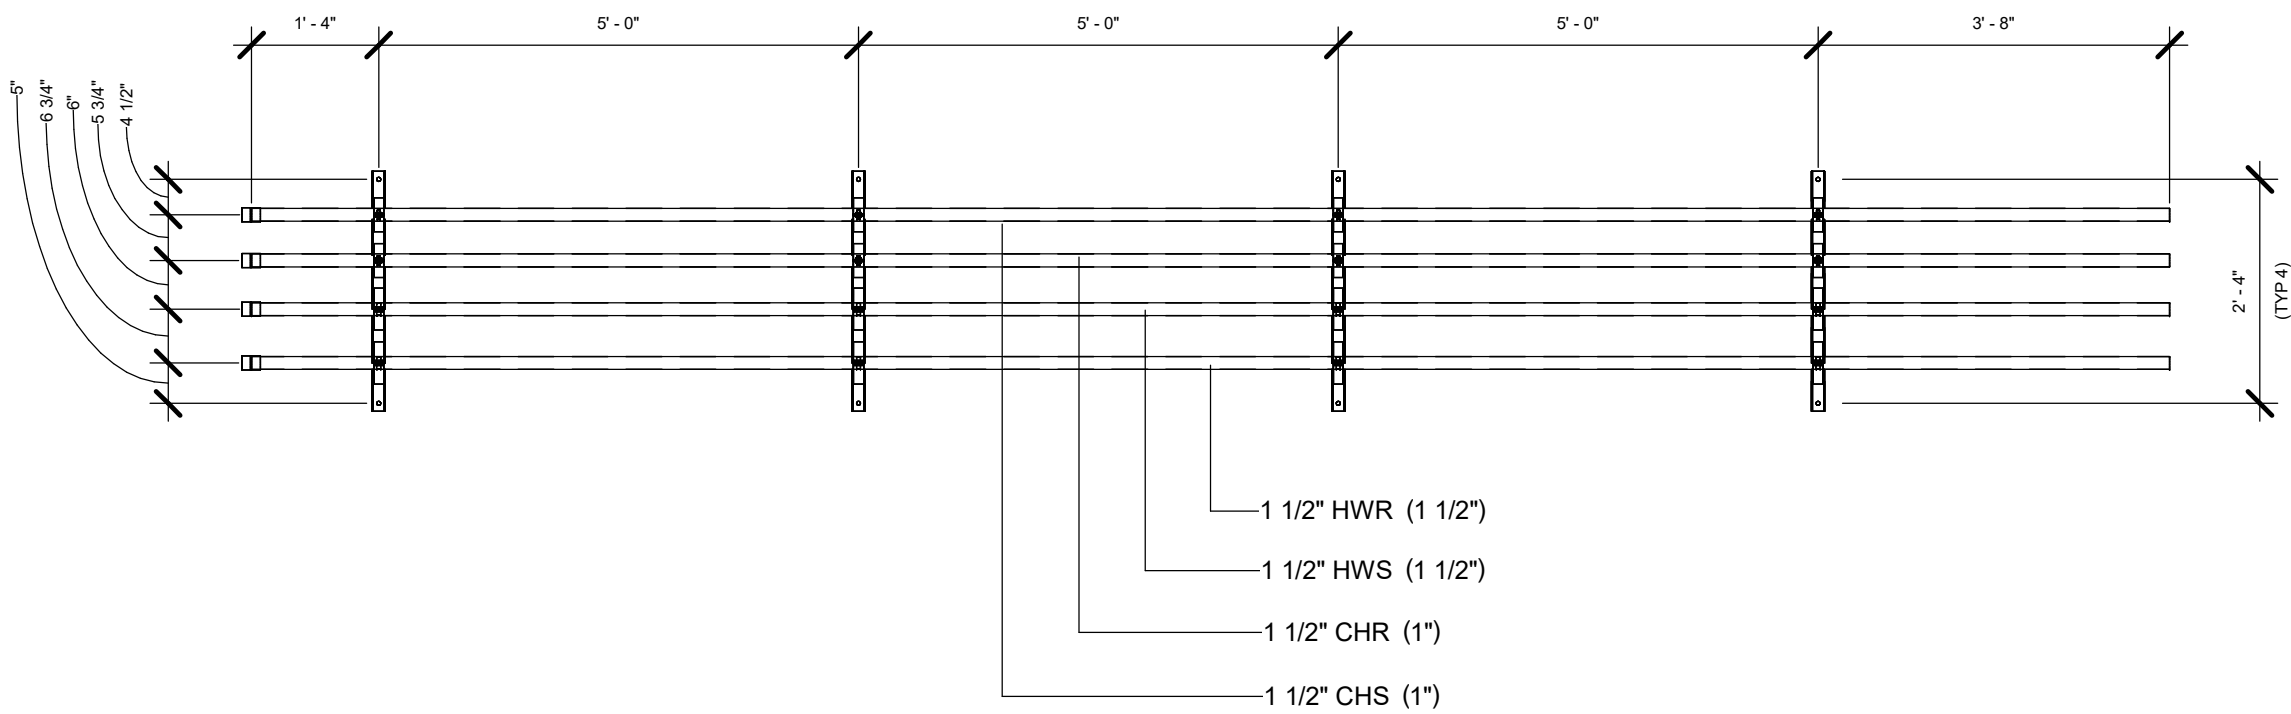 1' - 4"
5' - 0"
5' - 0"
5' - 0"
3' - 8"
5"
6 3/4"
6"
5 3/4"
4 1/2"
2' - 4"
(TYP 4)
1 1/2" HWR (1 1/2")
1 1/2" HWS (1 1/2")
1 1/2" CHR (1")
1 1/2" CHS (1")